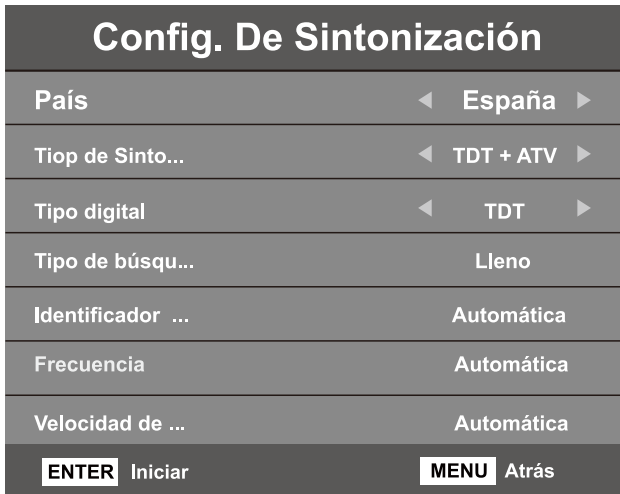 Config. De Sintonización
País España
Tiop de Sinto... TDT + ATV
Tipo digital TDT
Tipo de búsqu... Lleno
Identificador ... Automática
Frecuencia Automática
Velocidad de ... Automática
ENTER Iniciar MENU Atrás